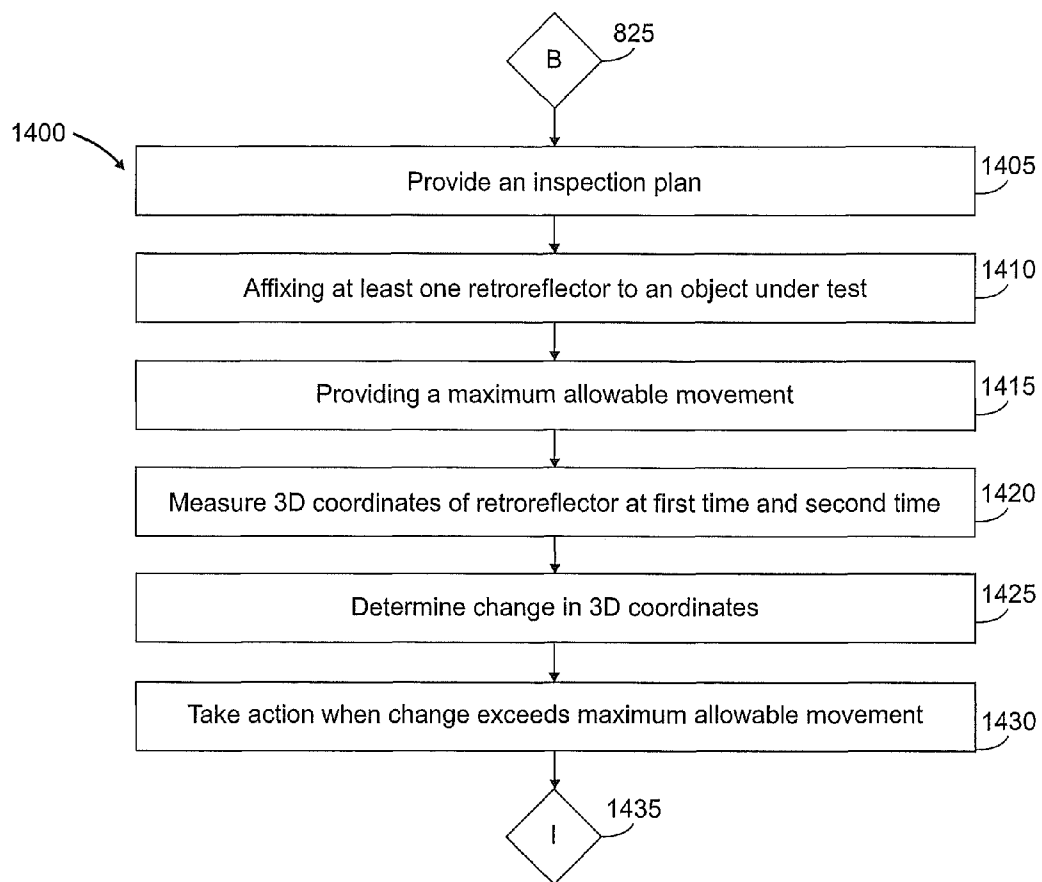 B
825
1400
Provide an inspection plan
1405
Affixing at least one retroreflector to an object under test
1410
Providing a maximum allowable movement
1415
Measure 3D coordinates of retroreflector at first time and second time
1420
Determine change in 3D coordinates
1425
Take action when change exceeds maximum allowable movement
1430
I
1435